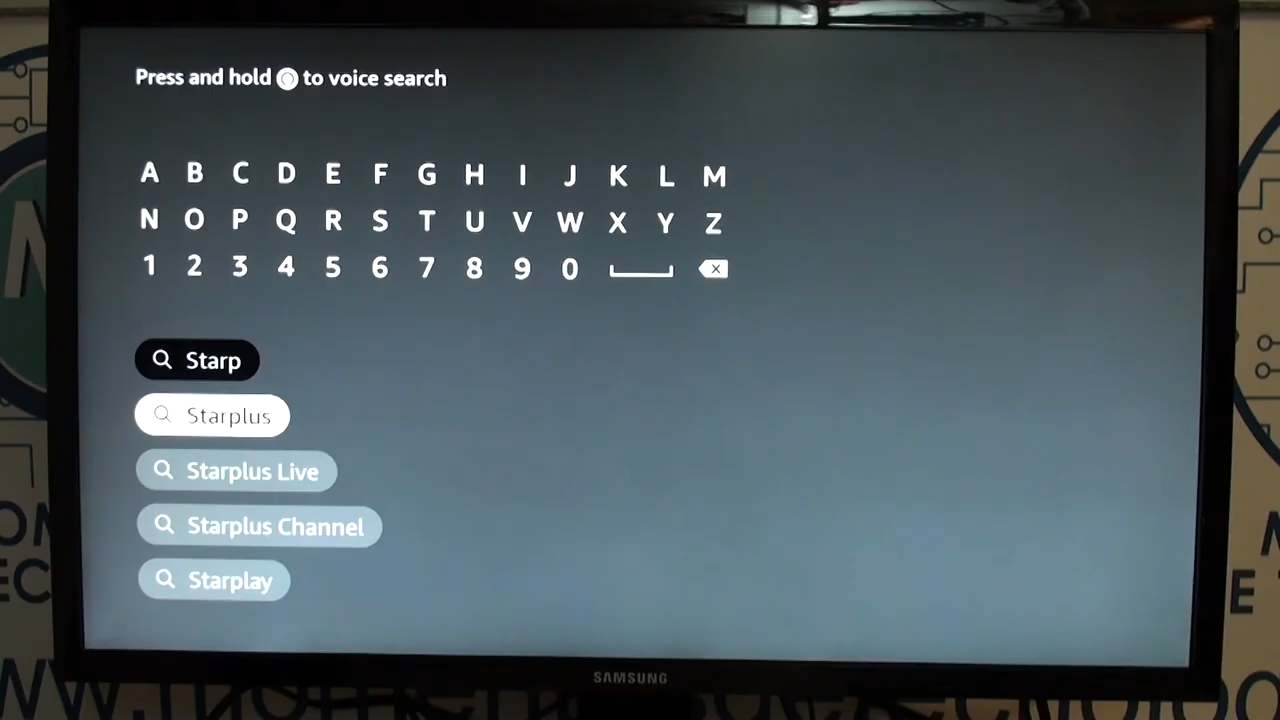 Press and hold to voice search
A B C D E F G H I J K L M
N O P Q R S T U V W X Y Z
1 2 3 4 5 6 7 8 9 0
Starp
Starplus
Starplus Live
Starplus Channel
Starplay
SAMSUNG